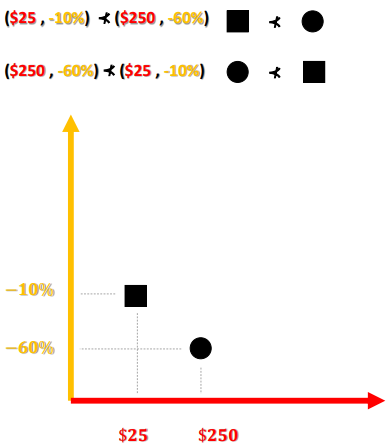 ($25 , -10%) ⊀ ($250 , -60%) ■ ⊀ ●
($250 , -60%) ⊀ ($25 , -10%) ● ⊀ ■
−10%
−60%
$25 $250